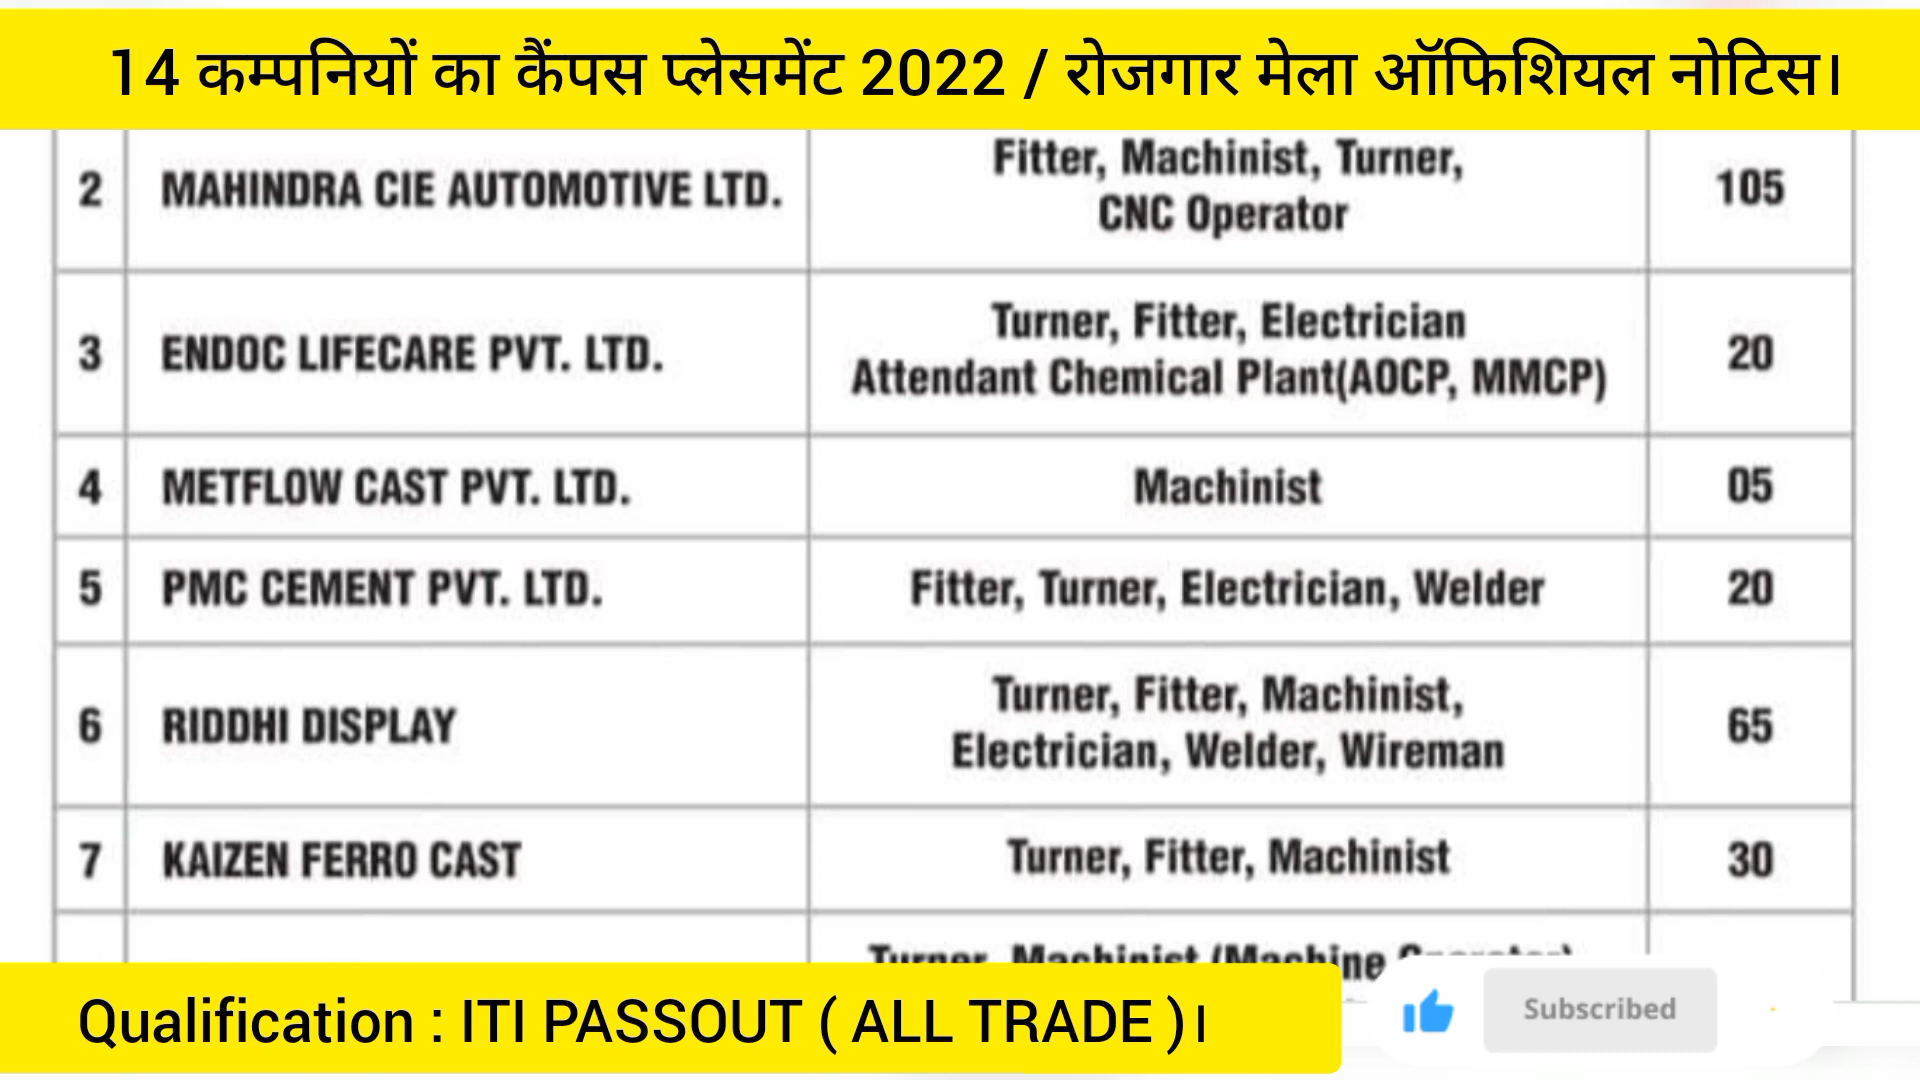 14 कम्पनियों का कैंपस प्लेसमेंट 2022 / रोजगार मेला ऑफिशियल नोटिस।
2 MAHINDRA CIE AUTOMOTIVE LTD. Fitter, Machinist, Turner, 105
CNC Operator
3 ENDOC LIFECARE PVT. LTD. Turner, Fitter, Electrician 20
Attendant Chemical Plant(AOCP, MMCP)
4 METFLOW CAST PVT. LTD. Machinist 05
5 PMC CEMENT PVT. LTD. Fitter, Turner, Electrician, Welder 20
6 RIDDHI DISPLAY Turner, Fitter, Machinist, 65
Electrician, Welder, Wireman
7 KAIZEN FERRO CAST Turner, Fitter, Machinist 30
Turner, Machinist (Machine
Qualification : ITI PASSOUT ( ALL TRADE )।
Subscribed